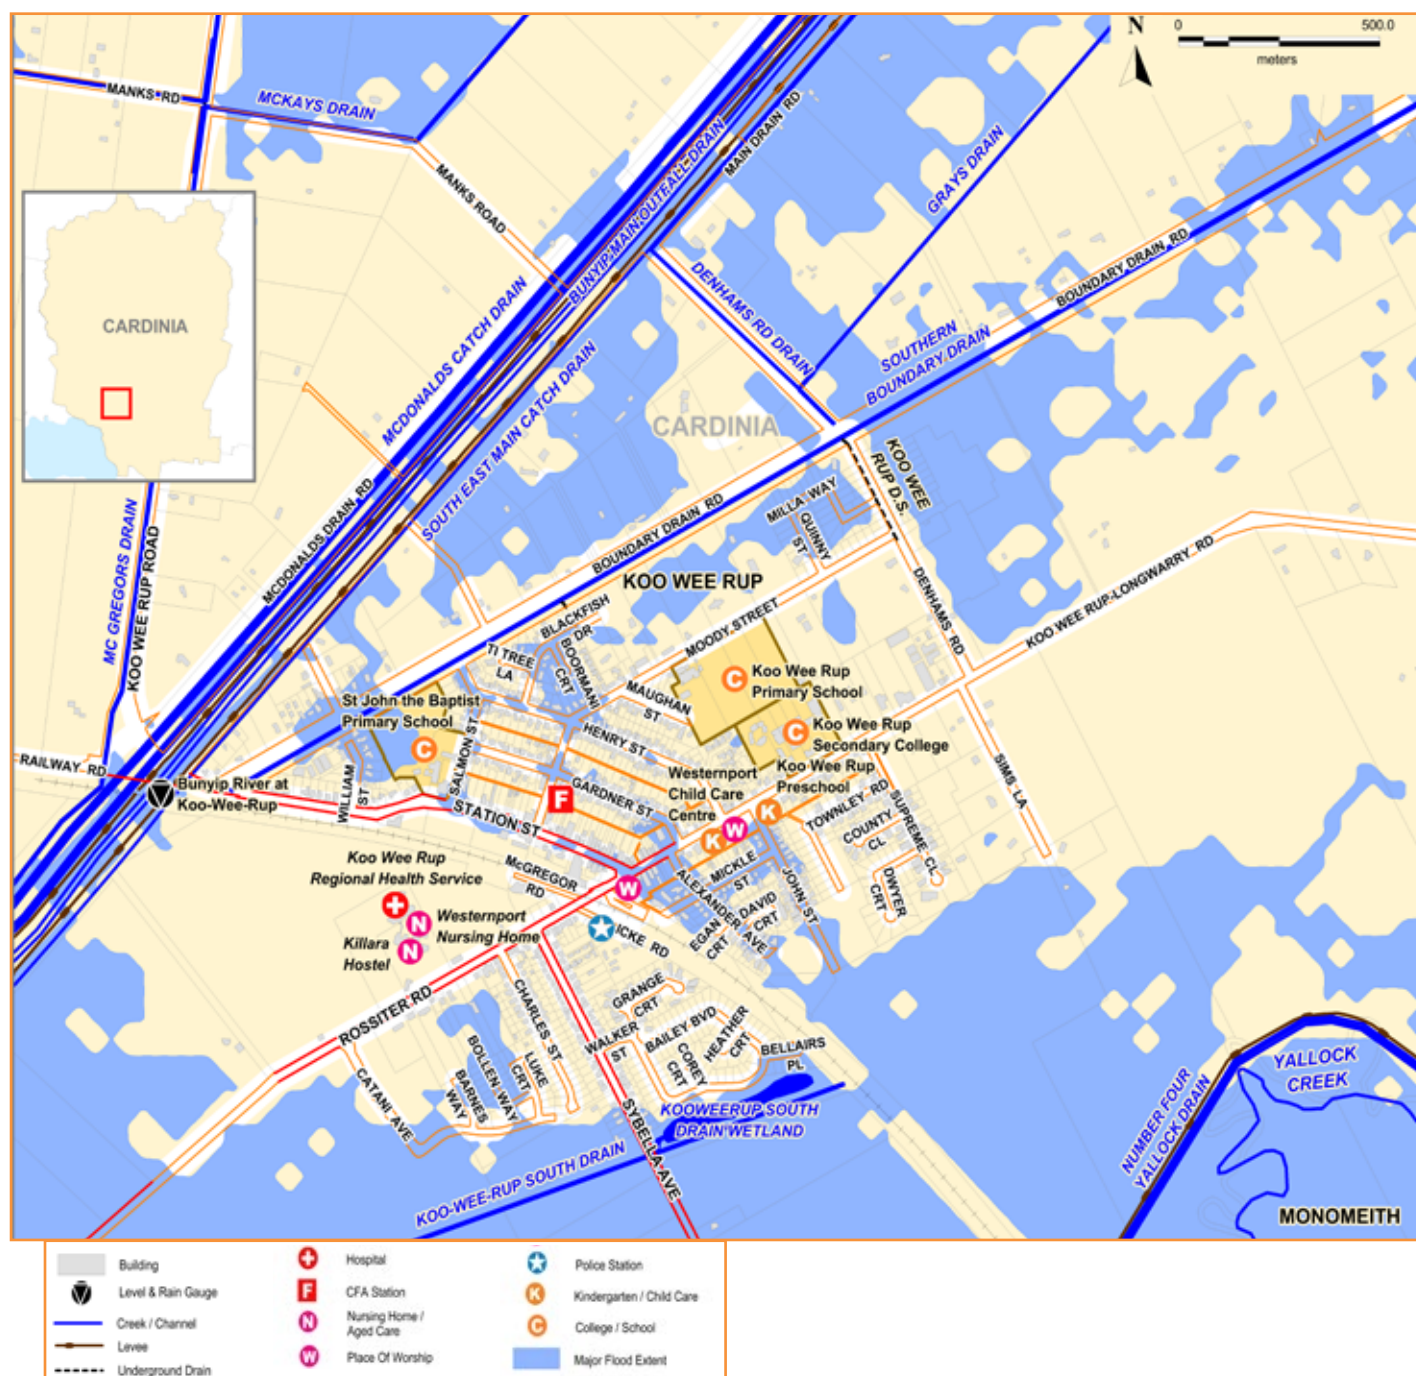 N
0
500.0
meters
MANKS RD
MCKAYS DRAIN
MANKS ROAD
BUNYIP MAIN OUTFALL DRAIN
MAIN DRAIN RD
GRAYS DRAIN
CARDINIA
MCDONALDS CATCH DRAIN
DENHAMS RD DRAIN
BOUNDARY DRAIN RD
SOUTHERN
BOUNDARY DRAIN
SOUTH EAST MAIN CATCH DRAIN
CARDINIA
KOO WEE
RUP D.S.
MC GREGORS DRAIN
KOO WEE RUP ROAD
MCDONALDS DRAIN RD
BOUNDARY DRAIN RD
MILLA WAY
QUINNY
ST
KOO WEE RUP
DENHAMS RD
KOO WEE RUP-LONGWARRY RD
BLACKFISH
DR
BOORMANI
CRT
TI TREE
LA
MOODY STREET
MAUGHAN
ST
Koo Wee Rup
Primary School
C
St John the Baptist
Primary School
C
SALMON ST
HENRY ST
C
Koo Wee Rup
Secondary College
RAILWAY RD
Bunyip River at
Koo-Wee-Rup
WILLIAM
ST
STATION ST
F
GARDNER ST
Westernport
Child Care
Centre
Koo Wee Rup
Preschool
K
W
K
TOWNLEY RD
SUPREME CL
COUNTY
CL
DWYER
CRT
SIMS LA
Koo Wee Rup
Regional Health Service
McGREGOR
RD
W
MICKLE
ST
ALEXANDER AVE
JOHN ST
DAVID
CRT
EGAN
CRT
N
Westernport
Nursing Home
Killara
Hostel
N
ICKE RD
ROSSITER RD
CHARLES ST
GRANGE
CRT
WALKER
ST
BAILEY BVD
HEATHER
CRT
COREY
CRT
BELLAIRS
PL
BOLLEN WAY
LUKE
CRT
BARNES
WAY
CATANI AVE
SYBELLA AVE
KOOWEERUP SOUTH
DRAIN WETLAND
KOO-WEE-RUP SOUTH DRAIN
NUMBER FOUR
YALLOCK DRAIN
YALLOCK
CREEK
MONOMEITH
Building
Level & Rain Gauge
Creek / Channel
Levee
Underground Drain
Hospital
F
CFA Station
N
Nursing Home /
Aged Care
W
Place Of Worship
Police Station
K
Kindergarten / Child Care
C
College / School
Major Flood Extent